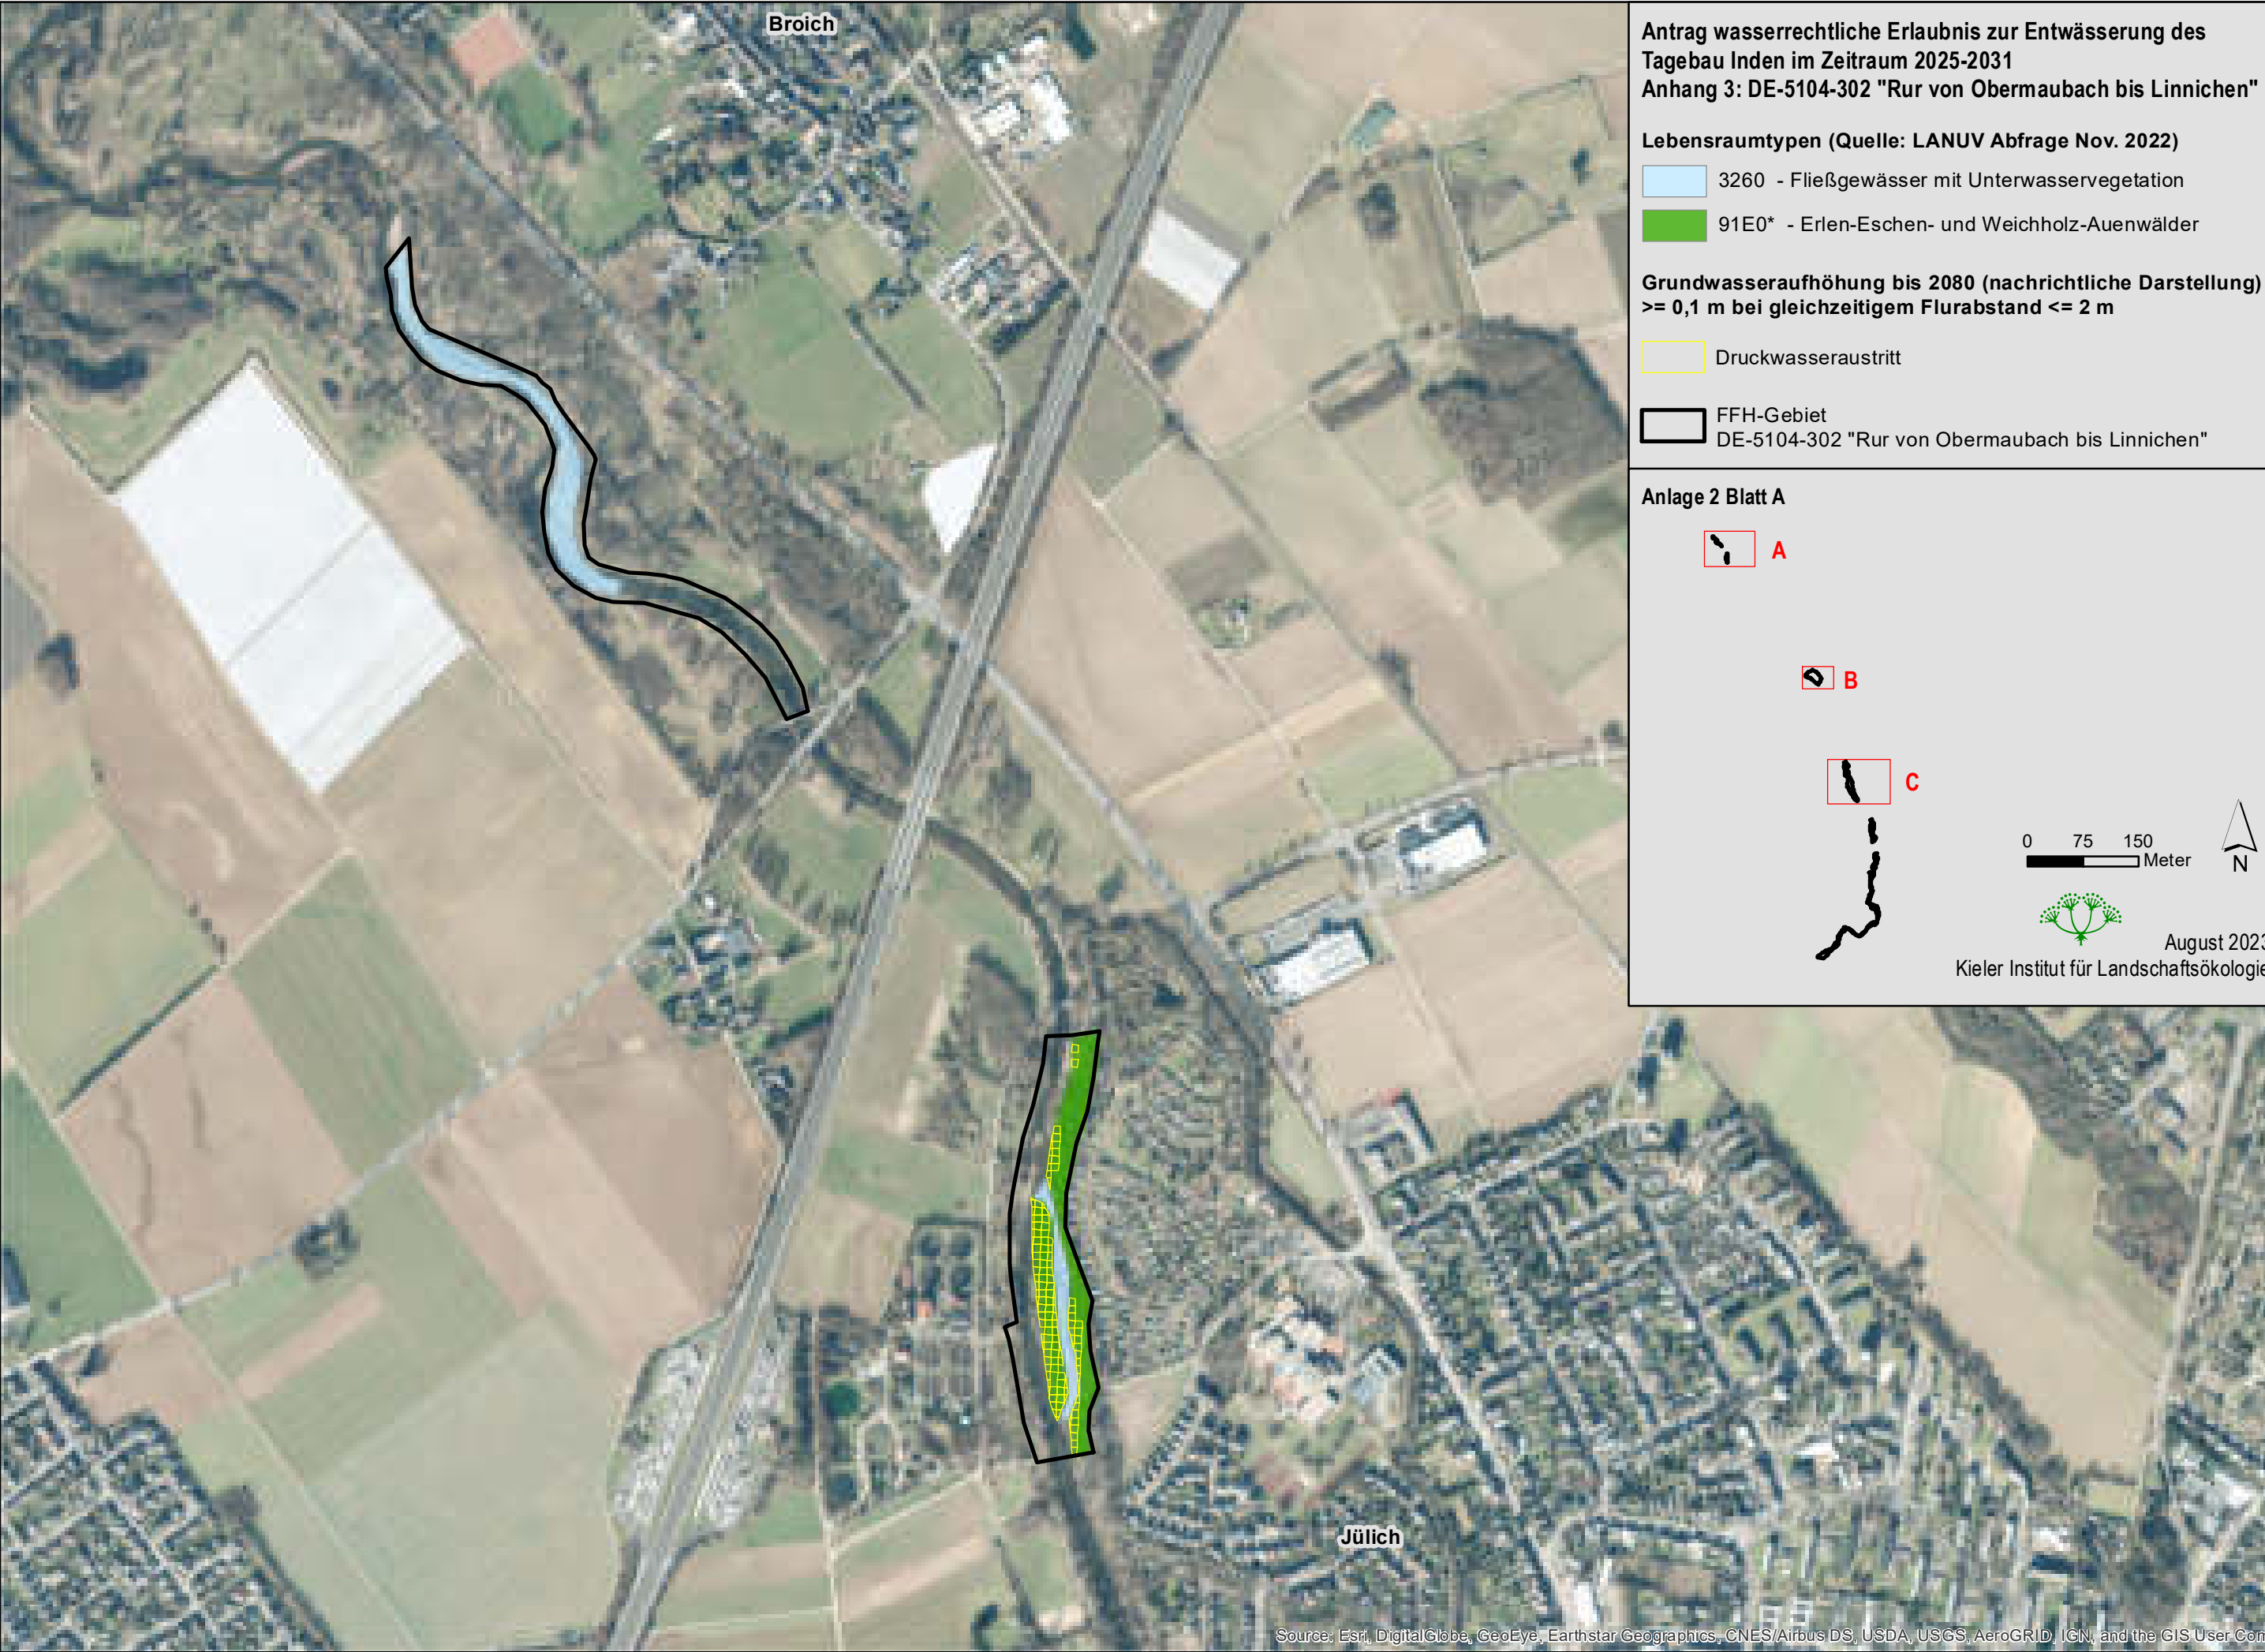 Broich
Antrag wasserrechtliche Erlaubnis zur Entwässerung des
Tagebau Inden im Zeitraum 2025-2031
Anhang 3: DE-5104-302 "Rur von Obermaubach bis Linnichen"
Lebensraumtypen (Quelle: LANUV Abfrage Nov. 2022)
3260 - Fließgewässer mit Unterwasservegetation
91E0* - Erlen-Eschen- und Weichholz-Auenwälder
Grundwasseraufhöhung bis 2080 (nachrichtliche Darstellung)
>= 0,1 m bei gleichzeitigem Flurabstand <= 2 m
Druckwasseraustritt
FFH-Gebiet
DE-5104-302 "Rur von Obermaubach bis Linnichen"
Anlage 2 Blatt A
A
B
C
0 75 150
Meter
N
August 2023
Kieler Institut für Landschaftsökologie
Jülich
Source: Esri, DigitalGlobe, GeoEye, Earthstar Geographics, CNES/Airbus DS, USDA, USGS, AeroGRID, IGN, and the GIS User Com